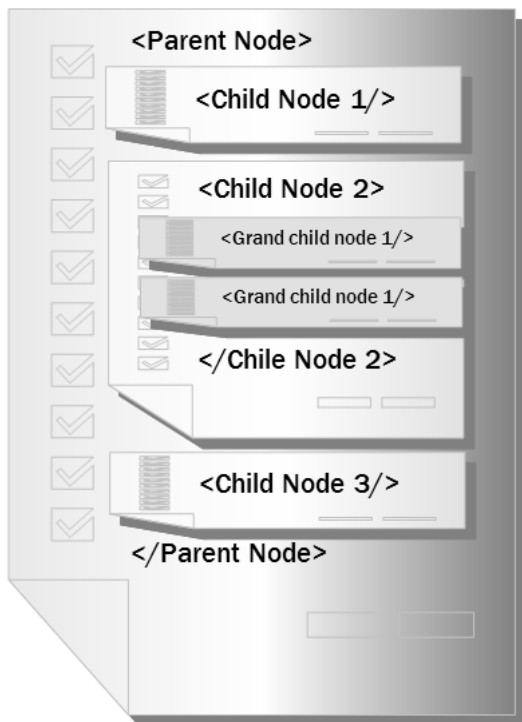 <Parent Node>
<Child Node 1/>
<Child Node 2>
<Grand child node 1/>
<Grand child node 1/>
</Chile Node 2>
<Child Node 3/>
</Parent Node>